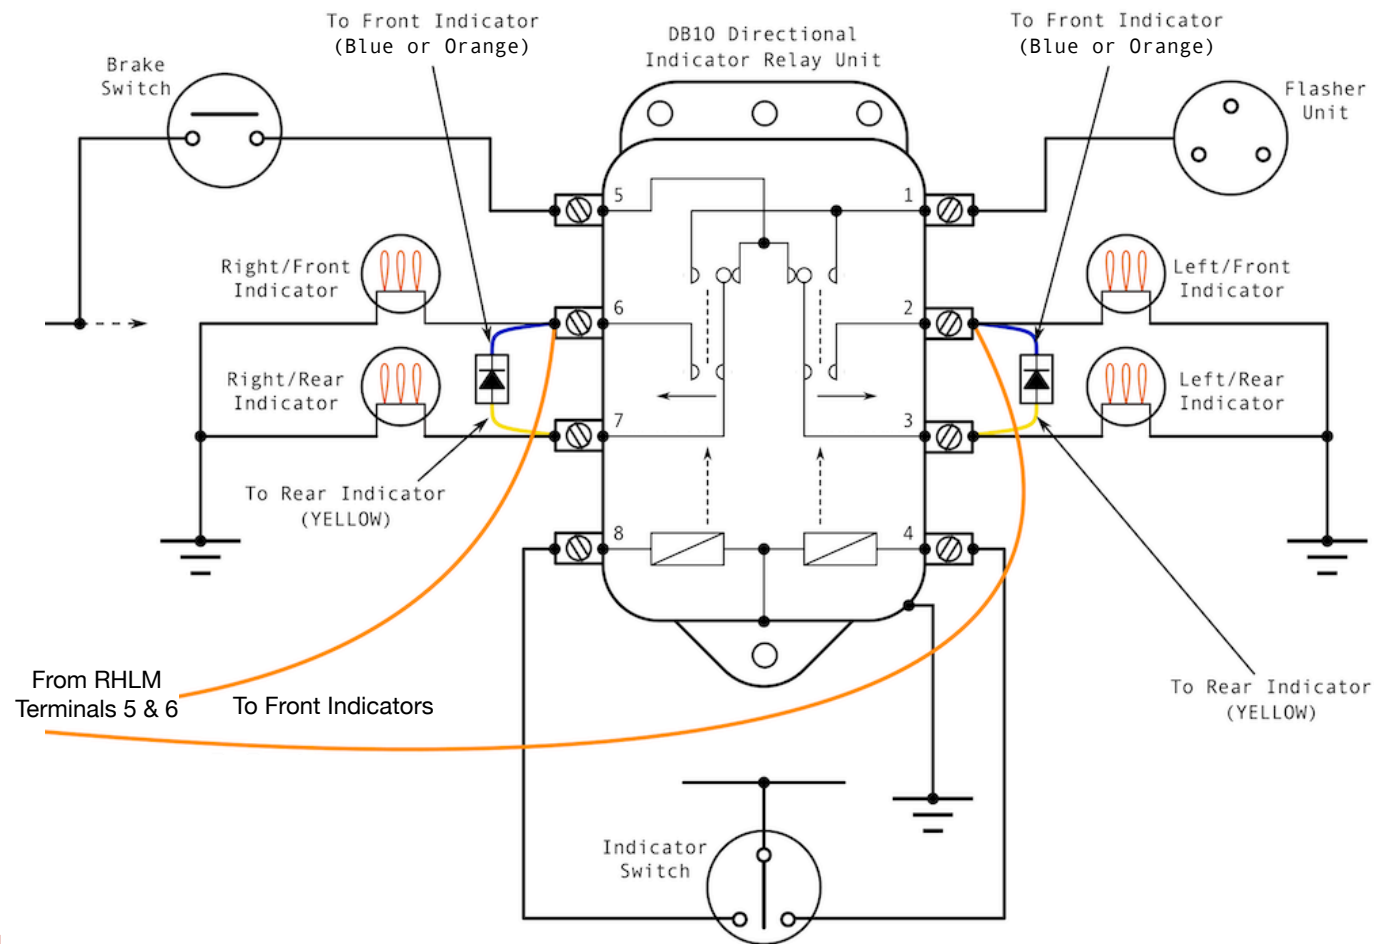 To Front Indicator
(Blue or Orange)
DB10 Directional
Indicator Relay Unit
To Front Indicator
(Blue or Orange)
Brake
Switch
Flasher
Unit
5
1
Right/Front
Indicator
Left/Front
Indicator
6
2
Right/Rear
Indicator
Left/Rear
Indicator
7
3
To Rear Indicator
(YELLOW)
8
4
From RHLM
Terminals 5 & 6
To Front Indicators
To Rear Indicator
(YELLOW)
Indicator
Switch